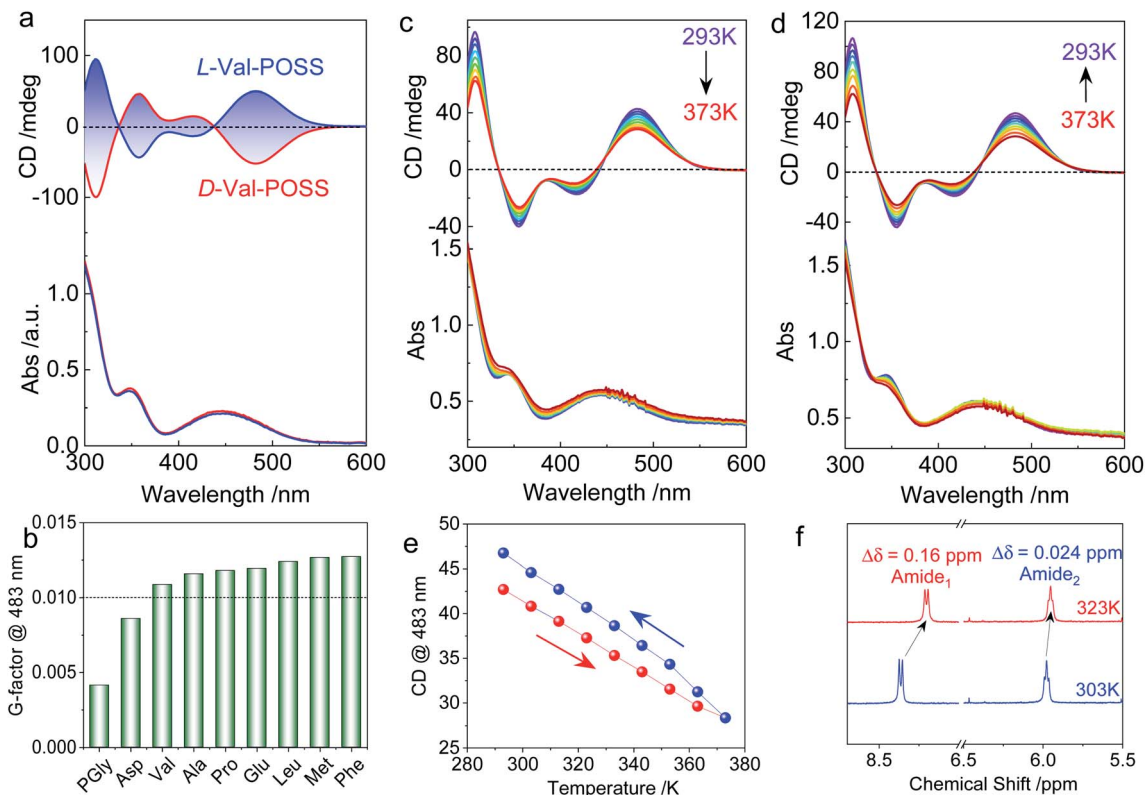 a
100
0
-100
CD /mdeg
L-Val-POSS
D-Val-POSS
1.0
0.5
0.0
Abs /a.u.
300 400 500 600
Wavelength /nm
c
80
40
0
-40
CD /mdeg
293K
373K
1.5
1.0
0.5
Abs
300 400 500 600
Wavelength /nm
d
120
80
40
0
-40
CD /mdeg
293K
373K
1.5
1.0
0.5
Abs
300 400 500 600
Wavelength /nm
b
0.015
0.010
0.005
0.000
G-factor @ 483 nm
PGly Asp Val Ala Pro Glu Leu Met Phe
e
50
45
40
35
30
25
CD @ 483 nm
280 300 320 340 360 380
Temperature /K
f
Δδ = 0.16 ppm
Amide1
Δδ = 0.024 ppm
Amide2
323K
303K
8.5 6.5 6.0 5.5
Chemical Shift /ppm